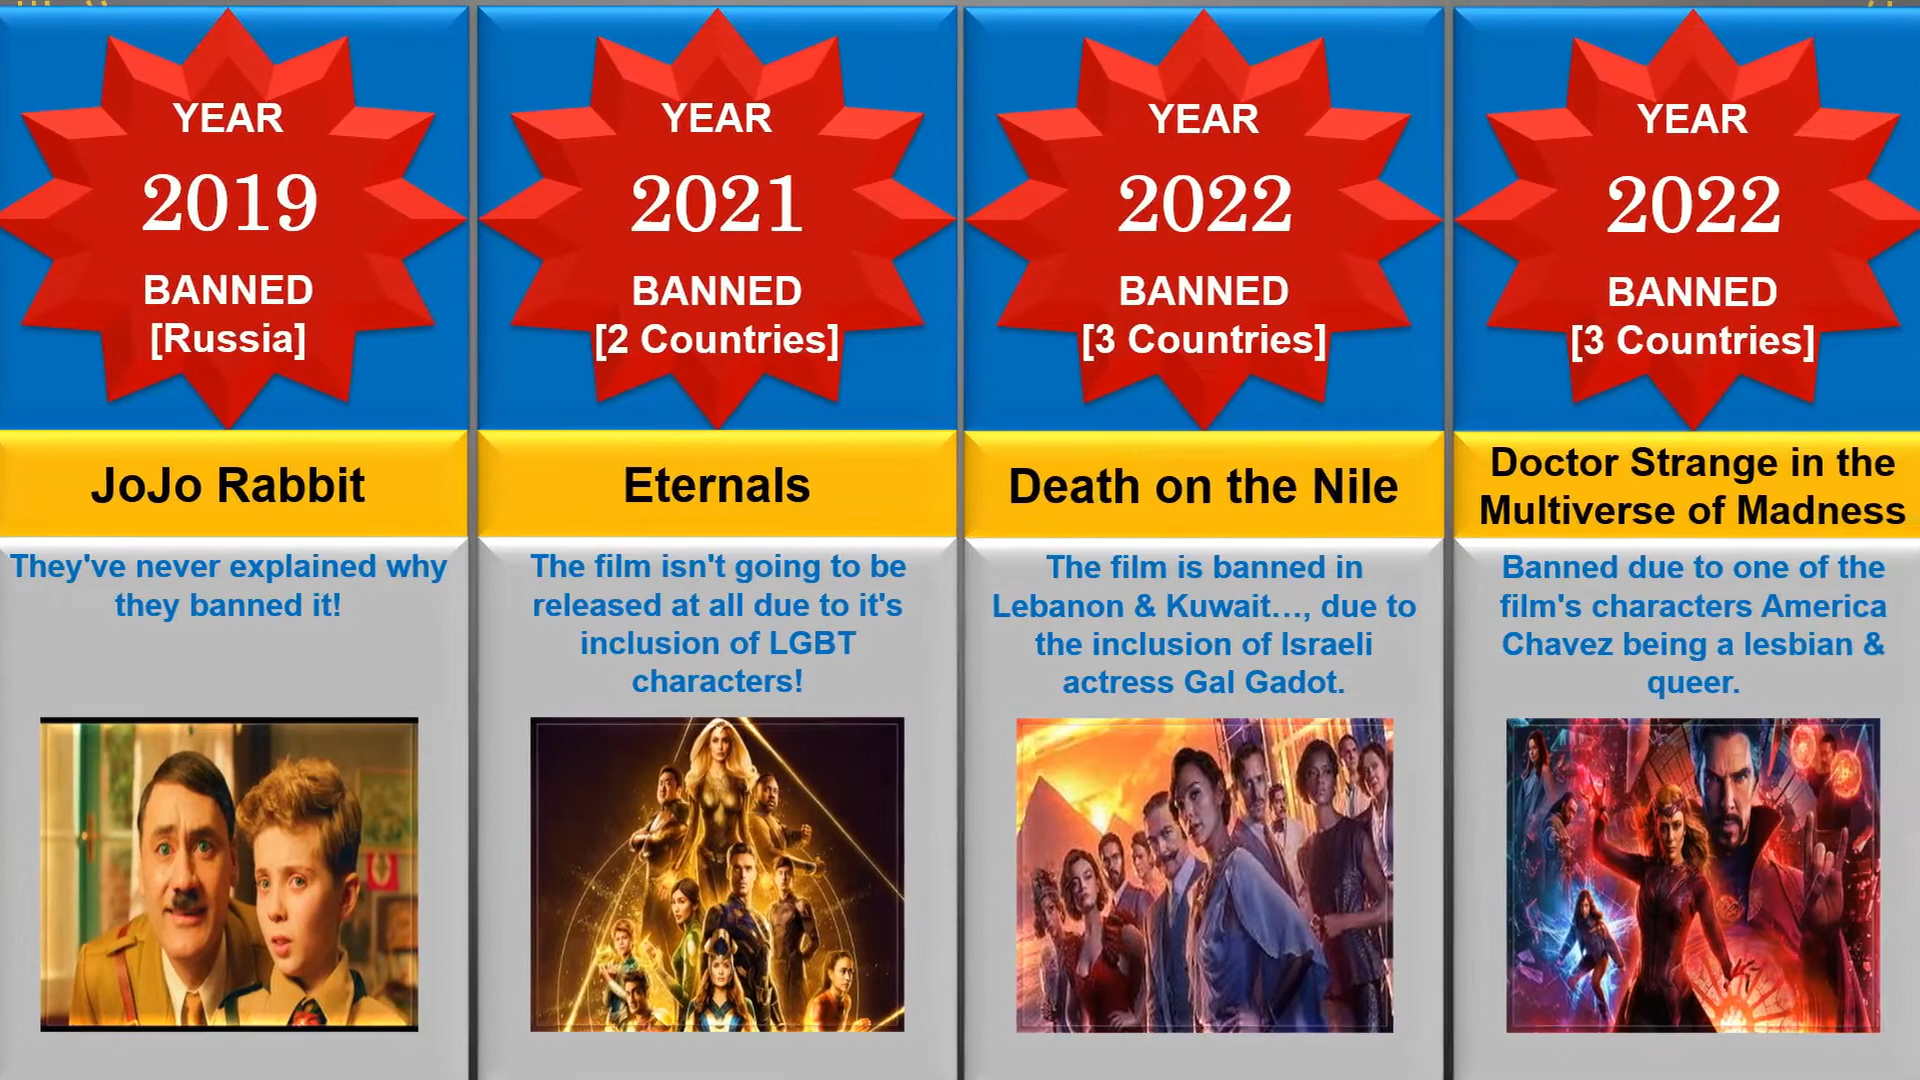 YEAR
2019
BANNED
[Russia]
JoJo Rabbit
They've never explained why
they banned it!
YEAR
2021
BANNED
[2 Countries]
Eternals
The film isn't going to be
released at all due to it's
inclusion of LGBT
characters!
YEAR
2022
BANNED
[3 Countries]
Death on the Nile
The film is banned in
Lebanon & Kuwait..., due to
the inclusion of Israeli
actress Gal Gadot.
YEAR
2022
BANNED
[3 Countries]
Doctor Strange in the
Multiverse of Madness
Banned due to one of the
film's characters America
Chavez being a lesbian &
queer.